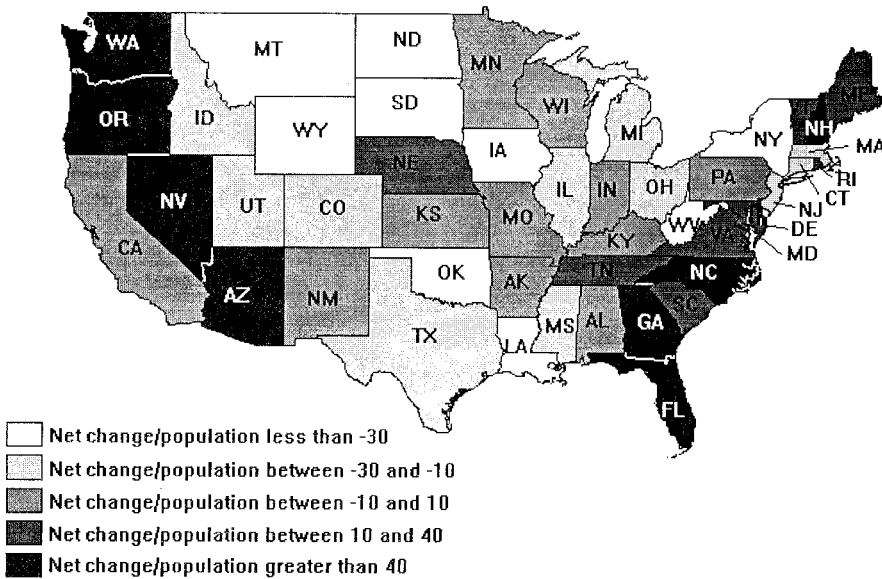 WA
MT
ND
MN
ME
OR
ID
SD
WI
MI
NY
NH
MA
WY
IA
NE
PA
RI
NV
UT
CO
IL
IN
OH
CT
NJ
CA
KS
MO
KY
WV
VA
DE
MD
AZ
NM
OK
AK
TN
NC
TX
LA
MS
AL
GA
SC
FL
Net change/population less than -30
Net change/population between -30 and -10
Net change/population between -10 and 10
Net change/population between 10 and 40
Net change/population greater than 40